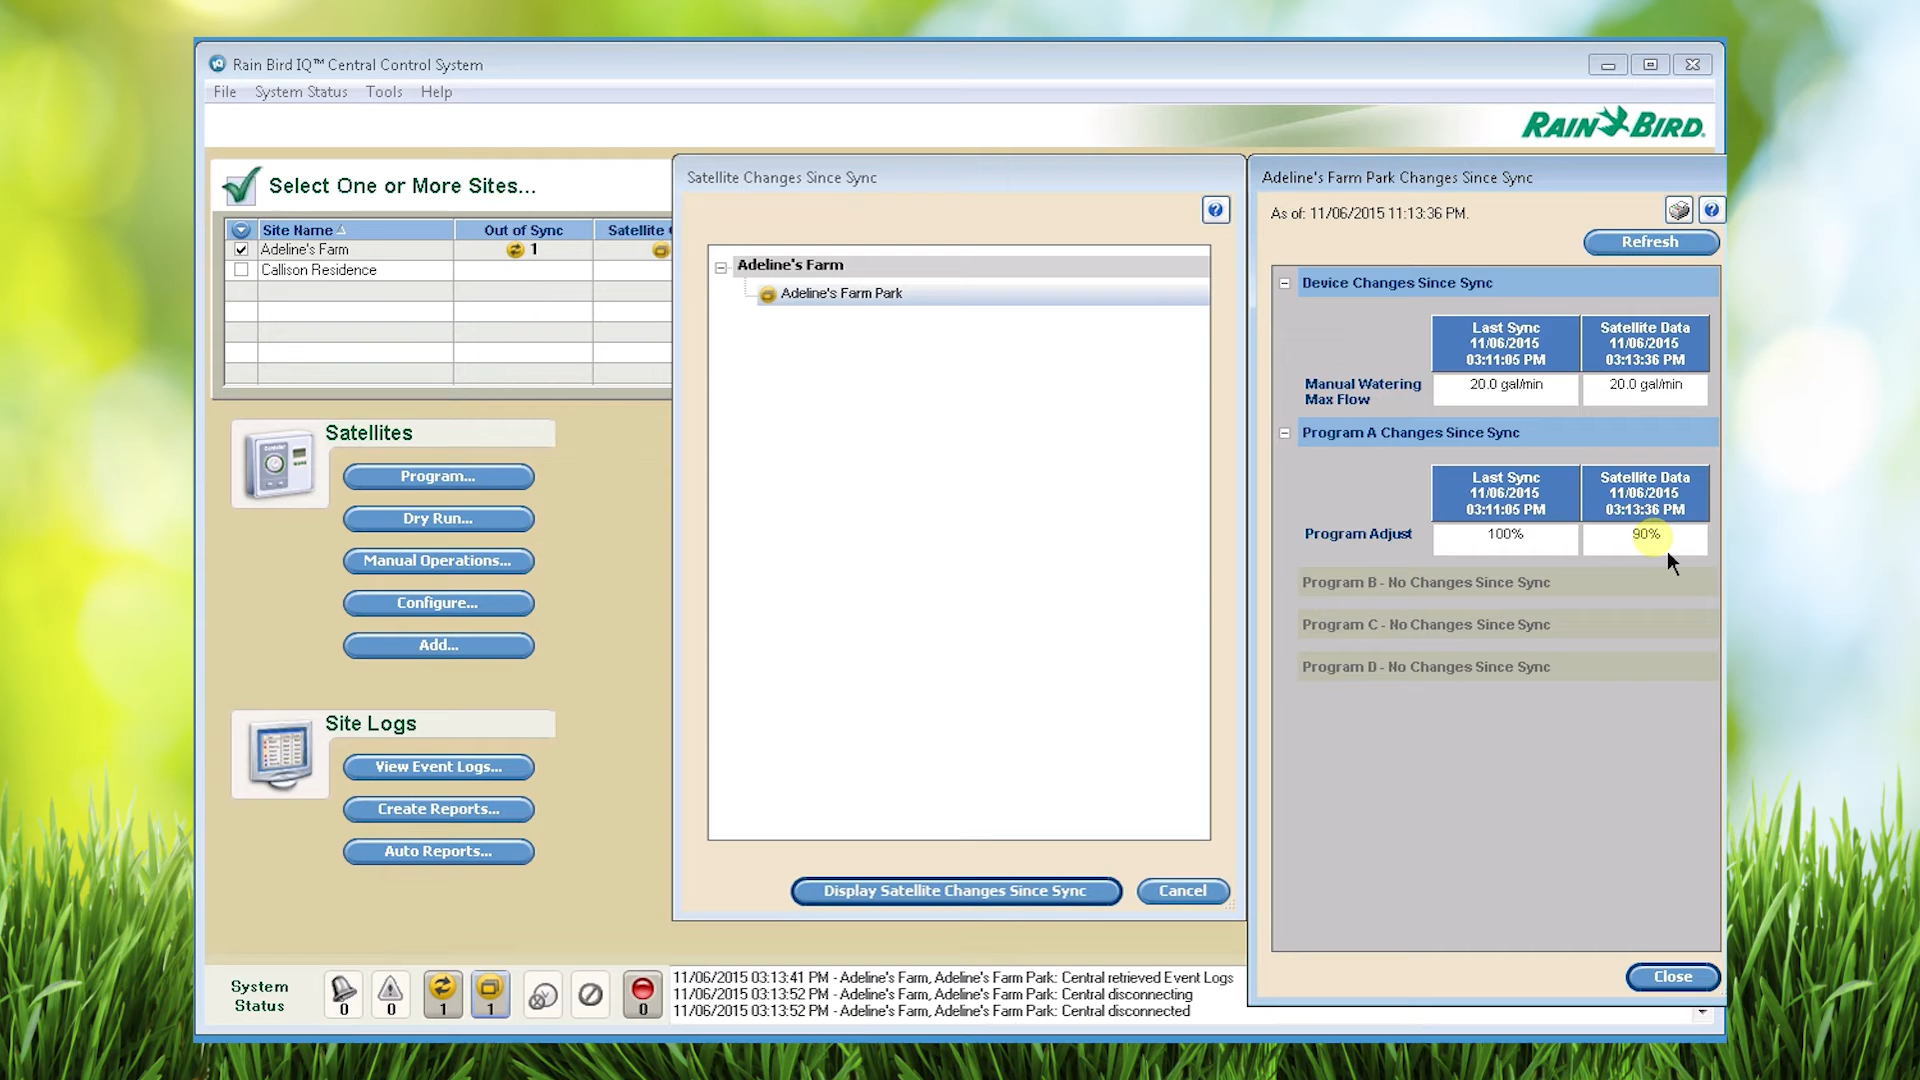 Rain Bird IQ™ Central Control System
File System Status Tools Help
RAIN BIRD.
Select One or More Sites...
Site Name Out of Sync Satellite
Adeline's Farm 1
Callison Residence
Satellites
Program...
Dry Run...
Manual Operations...
Configure...
Add...
Site Logs
View Event Logs...
Create Reports...
Auto Reports...
Satellite Changes Since Sync
Adeline's Farm
Adeline's Farm Park
Display Satellite Changes Since Sync Cancel
Adeline's Farm Park Changes Since Sync
As of: 11/06/2015 11:13:36 PM.
Refresh
Device Changes Since Sync
Last Sync Satellite Data
11/06/2015 11/06/2015
03:11:05 PM 03:13:36 PM
Manual Watering 20.0 gal/min 20.0 gal/min
Max Flow
Program A Changes Since Sync
Last Sync Satellite Data
11/06/2015 11/06/2015
03:11:05 PM 03:13:36 PM
Program Adjust 100% 90%
Program B - No Changes Since Sync
Program C - No Changes Since Sync
Program D - No Changes Since Sync
Close
System
Status
0 0 1 1 0
11/06/2015 03:13:41 PM - Adeline's Farm, Adeline's Farm Park: Central retrieved Event Logs
11/06/2015 03:13:52 PM - Adeline's Farm, Adeline's Farm Park: Central disconnecting
11/06/2015 03:13:52 PM - Adeline's Farm, Adeline's Farm Park: Central disconnected